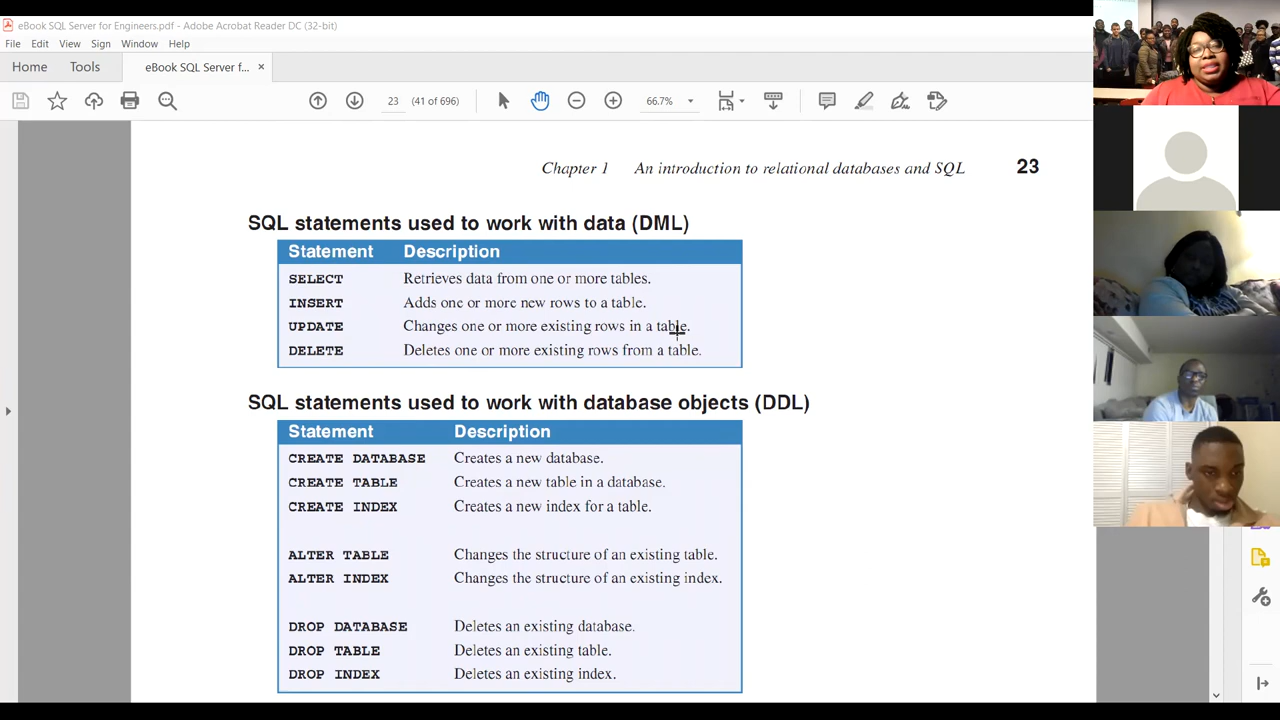 eBook SQL Server for Engineers.pdf - Adobe Acrobat Reader DC (32-bit)
File Edit View Sign Window Help
Home Tools eBook SQL Server f... ×
(41 of 696) 66.7%
Chapter 1 An introduction to relational databases and SQL 23
SQL statements used to work with data (DML)
Statement Description
SELECT Retrieves data from one or more tables.
INSERT Adds one or more new rows to a table.
UPDATE Changes one or more existing rows in a table.
DELETE Deletes one or more existing rows from a table.
SQL statements used to work with database objects (DDL)
Statement Description
CREATE DATABASE Creates a new database.
CREATE TABLE Creates a new table in a database.
CREATE INDEX Creates a new index for a table.
ALTER TABLE Changes the structure of an existing table.
ALTER INDEX Changes the structure of an existing index.
DROP DATABASE Deletes an existing database.
DROP TABLE Deletes an existing table.
DROP INDEX Deletes an existing index.